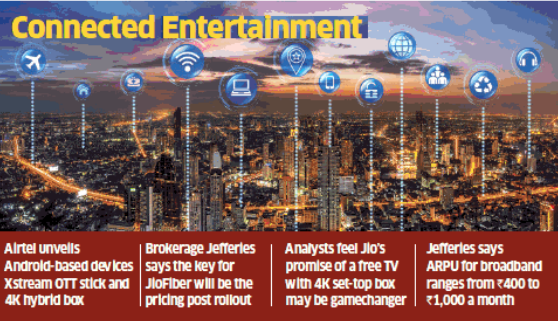 Connected Entertainment
Airtel unveils
Android-based devices
Xstream OTT stick and
4K hybrid box
Brokerage Jefferies
says the key for
JioFiber will be the
pricing post rollout
Analysts feel Jio's
promise of a free TV
with 4K set-top box
may be gamechanger
Jefferies says
ARPU for broadband
ranges from ₹400 to
₹1,000 a month